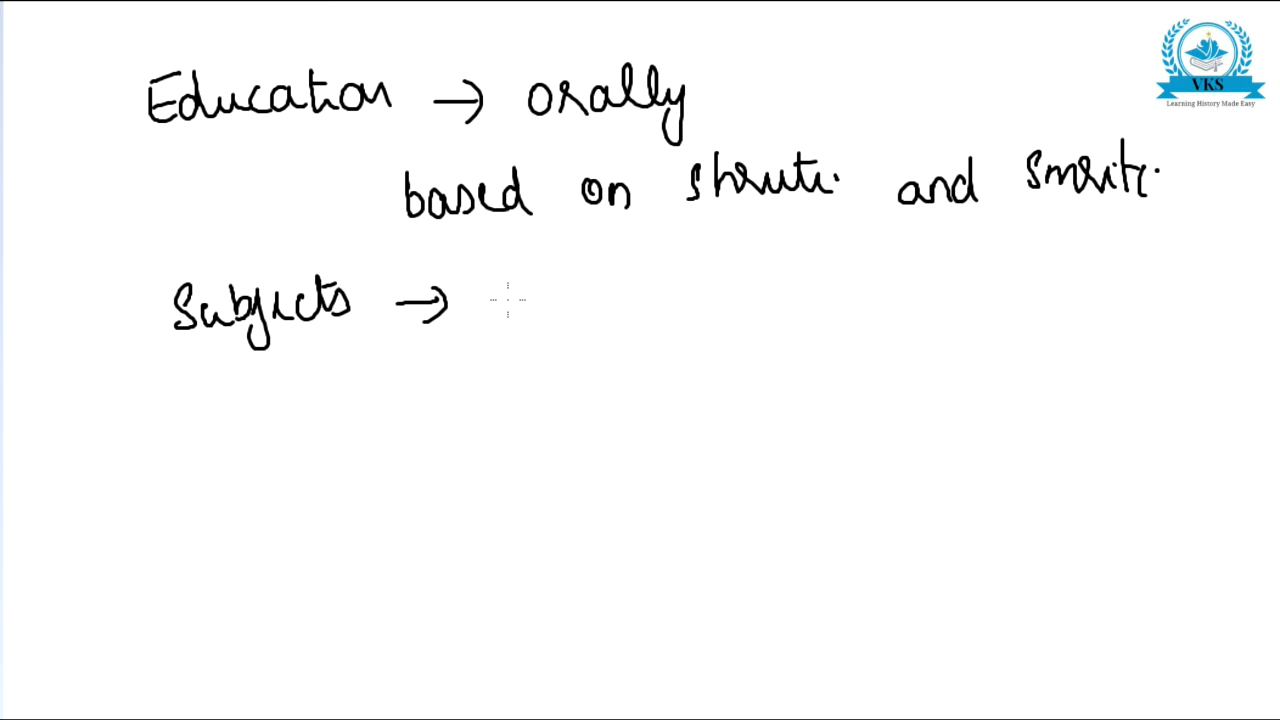 Education → orally
based on shruti and smriti.
Subjects →
VKS
Learning History Made Easy